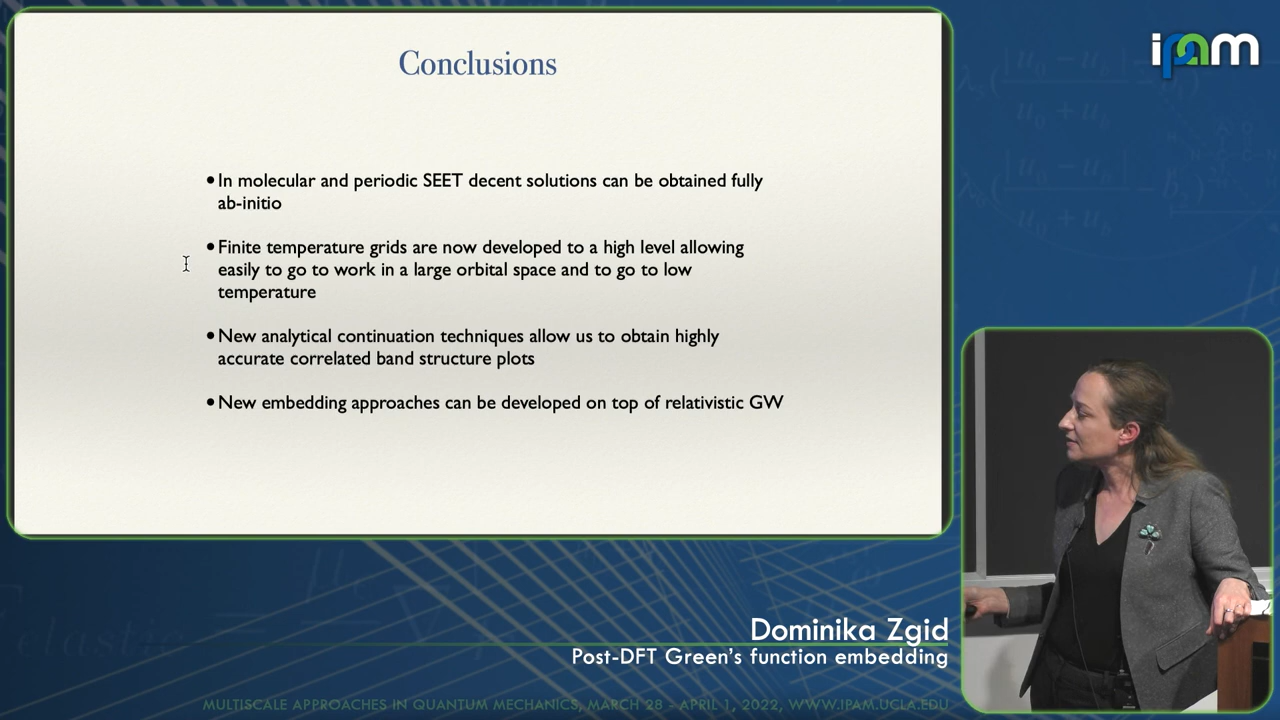 Conclusions
•In molecular and periodic SEET decent solutions can be obtained fully
ab-initio
•Finite temperature grids are now developed to a high level allowing
easily to go to work in a large orbital space and to go to low
temperature
•New analytical continuation techniques allow us to obtain highly
accurate correlated band structure plots
•New embedding approaches can be developed on top of relativistic GW
ipam
Dominika Zgid
Post-DFT Green's function embedding
elastic
MULTISCALE APPROACHES IN QUANTUM MECHANICS, MARCH 28 - APRIL 1, 2022, WWW.IPAM.UCLA.EDU